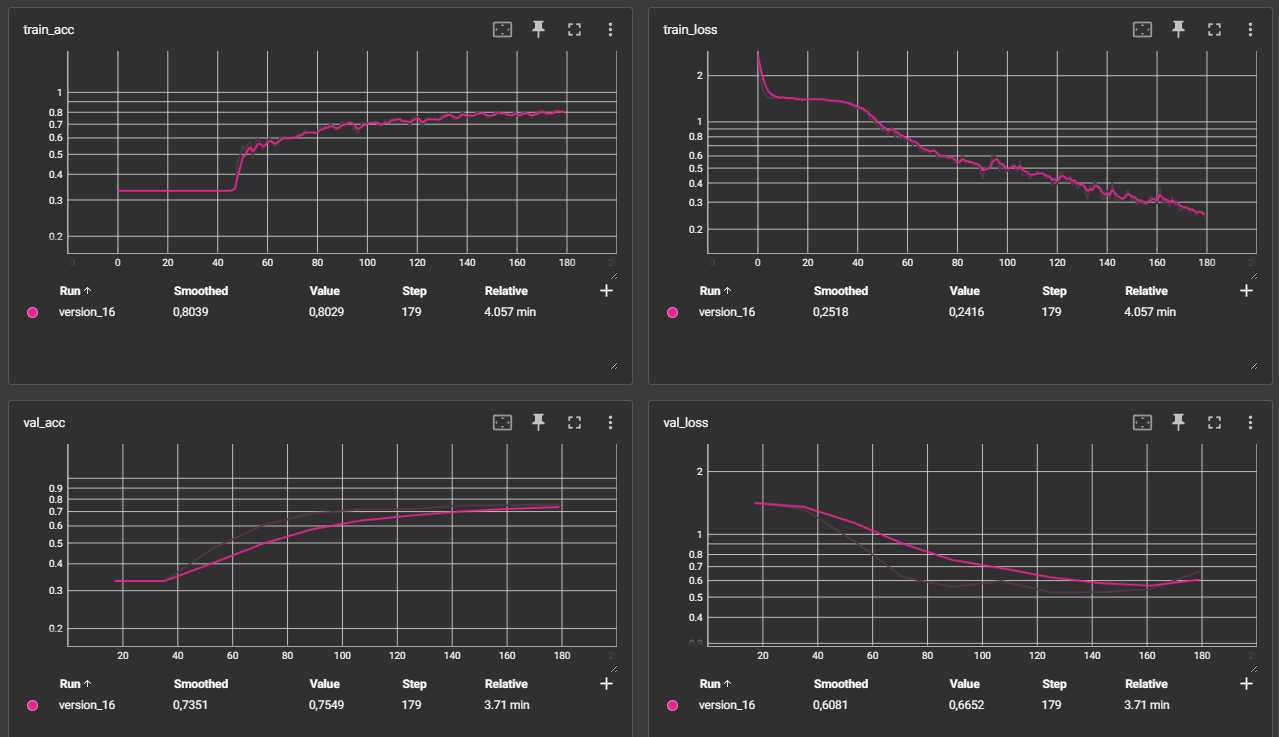 train_acc
1
0.8
0.7
0.6
0.5
0.4
0.3
0.2
0 20 40 60 80 100 120 140 160 180
Run ↑ Smoothed Value Step Relative +
version_16 0,8039 0,8029 179 4.057 min
train_loss
2
1
0.8
0.6
0.5
0.4
0.3
0.2
0 20 40 60 80 100 120 140 160 180
Run ↑ Smoothed Value Step Relative +
version_16 0,2518 0,2416 179 4.057 min
val_acc
0.9
0.8
0.7
0.6
0.5
0.4
0.3
0.2
20 40 60 80 100 120 140 160 180
Run ↑ Smoothed Value Step Relative +
version_16 0,7351 0,7549 179 3.71 min
val_loss
2
1
0.8
0.7
0.6
0.5
0.4
20 40 60 80 100 120 140 160 180
Run ↑ Smoothed Value Step Relative +
version_16 0,6081 0,6652 179 3.71 min